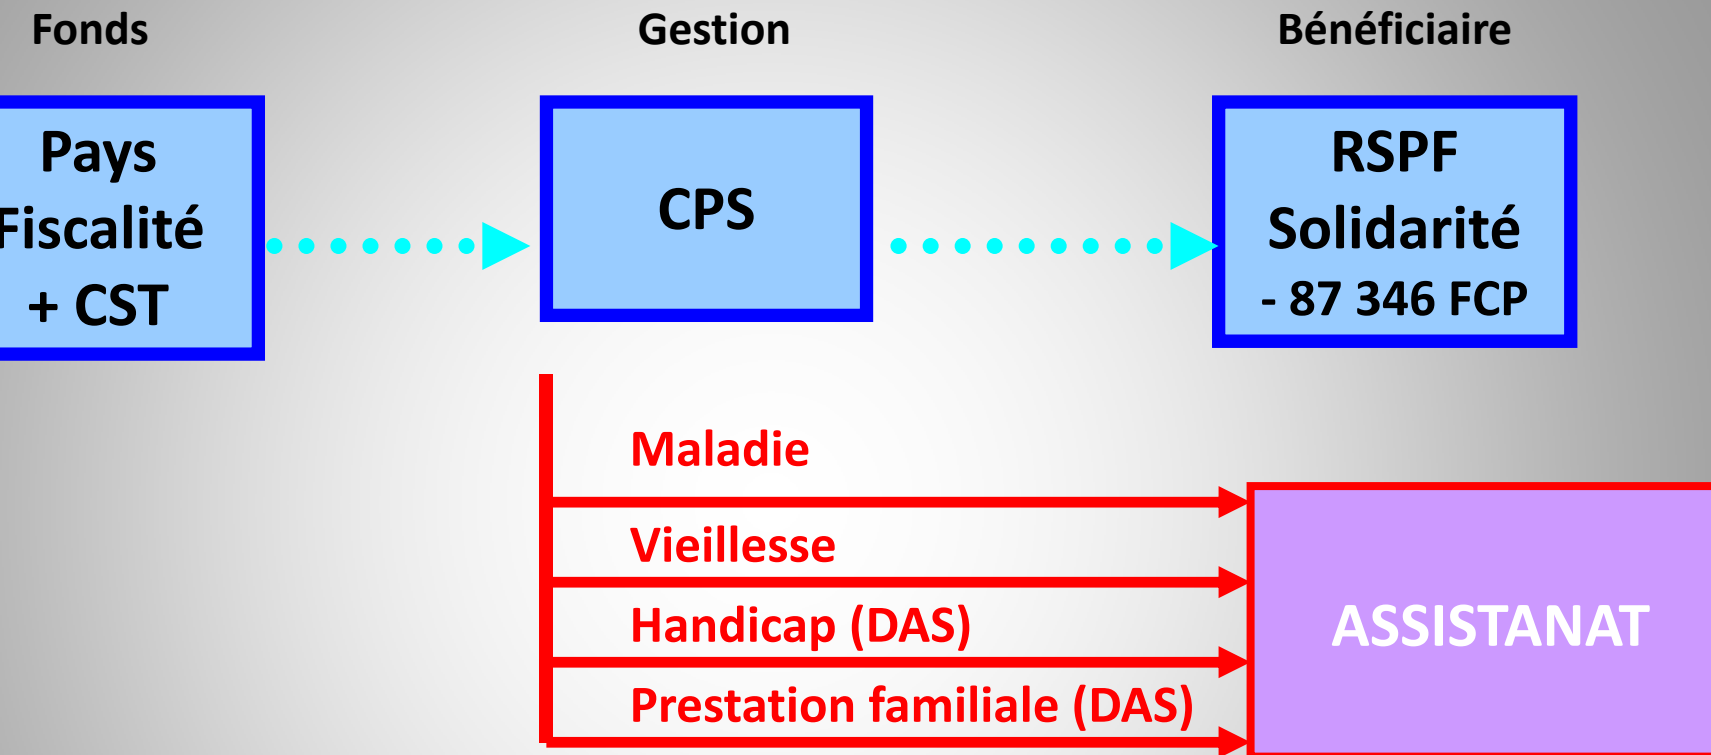 Fonds
Gestion
Bénéficiaire
Pays
Fiscalité
+ CST
CPS
RSPF
Solidarité
- 87 346 FCP
Maladie
Vieillesse
Handicap (DAS)
Prestation familiale (DAS)
ASSISTANAT